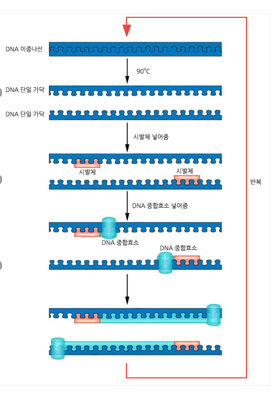 DNA 이중나선
90℃
DNA 단일 가닥
DNA 단일 가닥
시발체 넣어줌
시발체
시발체
반복
DNA 중합효소 넣어줌
DNA 중합효소
DNA 중합효소